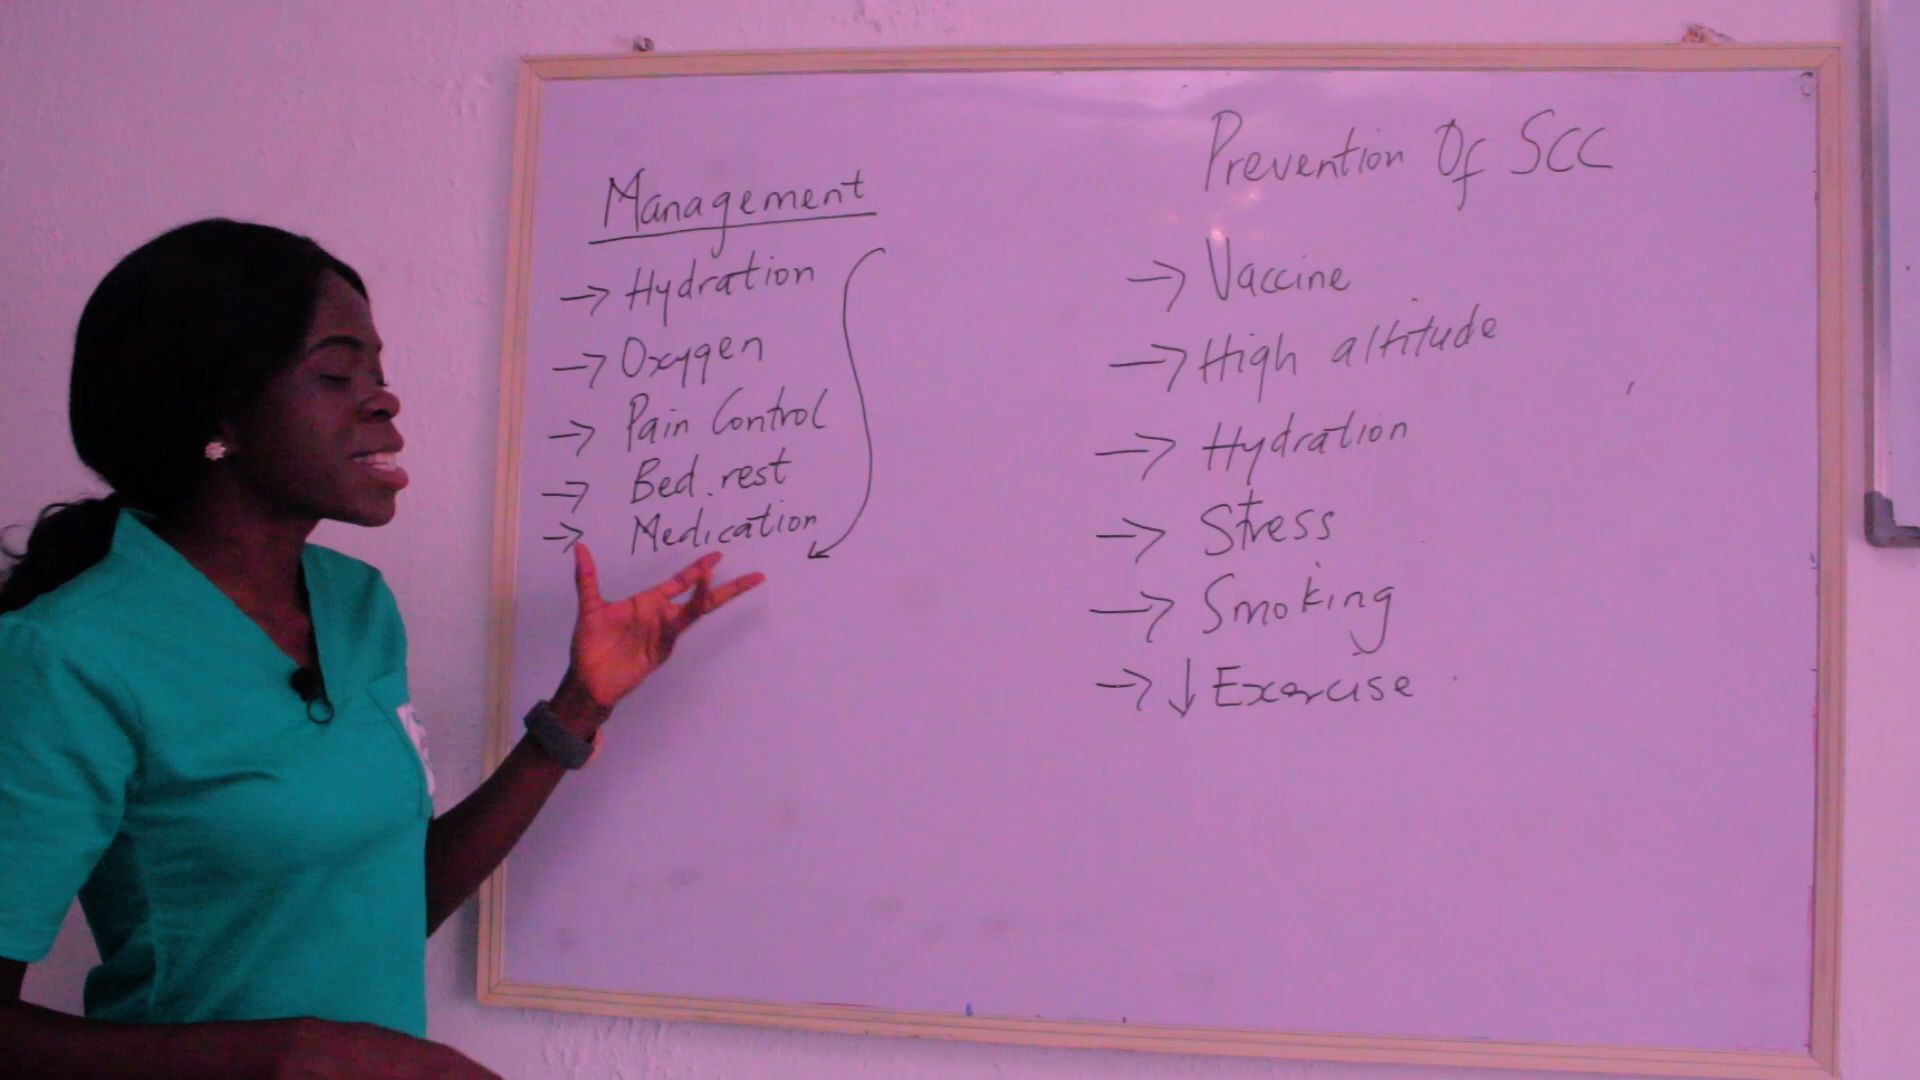 Management
→ Hydration
→ Oxygen
→ Pain Control
→ Bed.rest
→ Medication
Prevention Of SCC
→ Vaccine
→ High altitude
→ Hydration
→ Stress
→ Smoking
→ ↓ Exercise